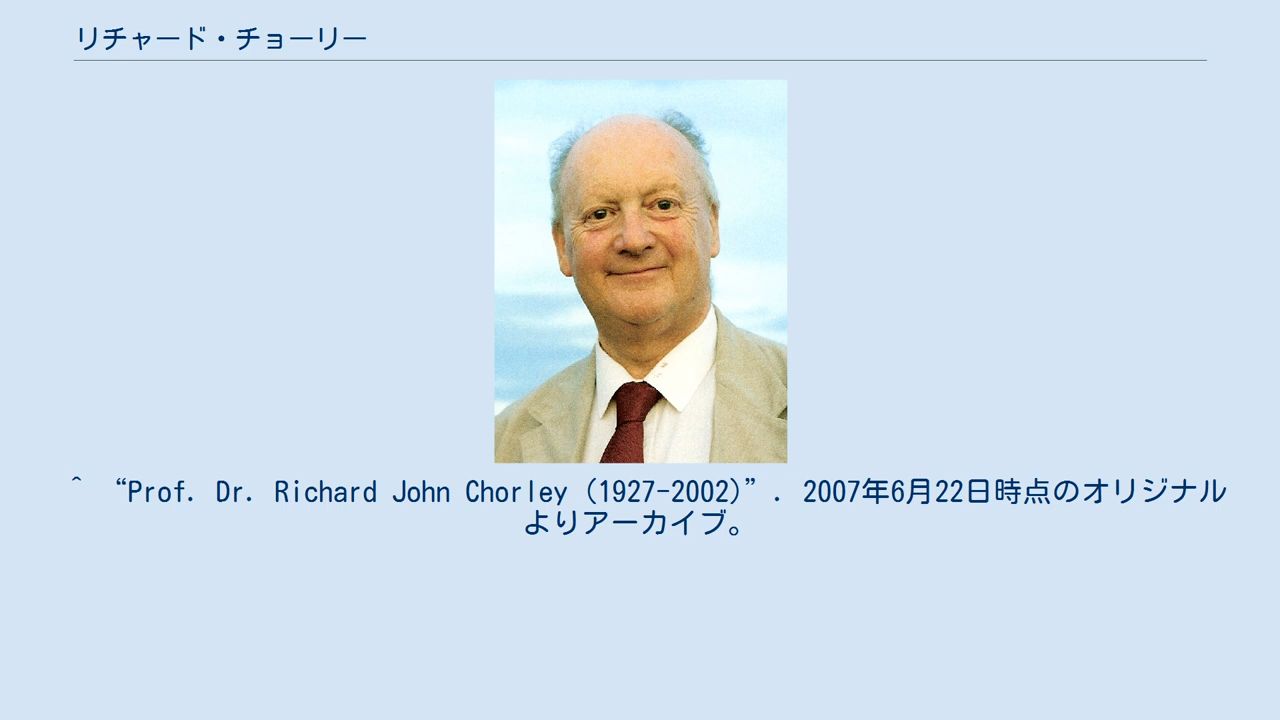 リチャード・チョーリー
^ “Prof. Dr. Richard John Chorley (1927-2002)”. 2007年6月22日時点のオリジナル
よりアーカイブ。